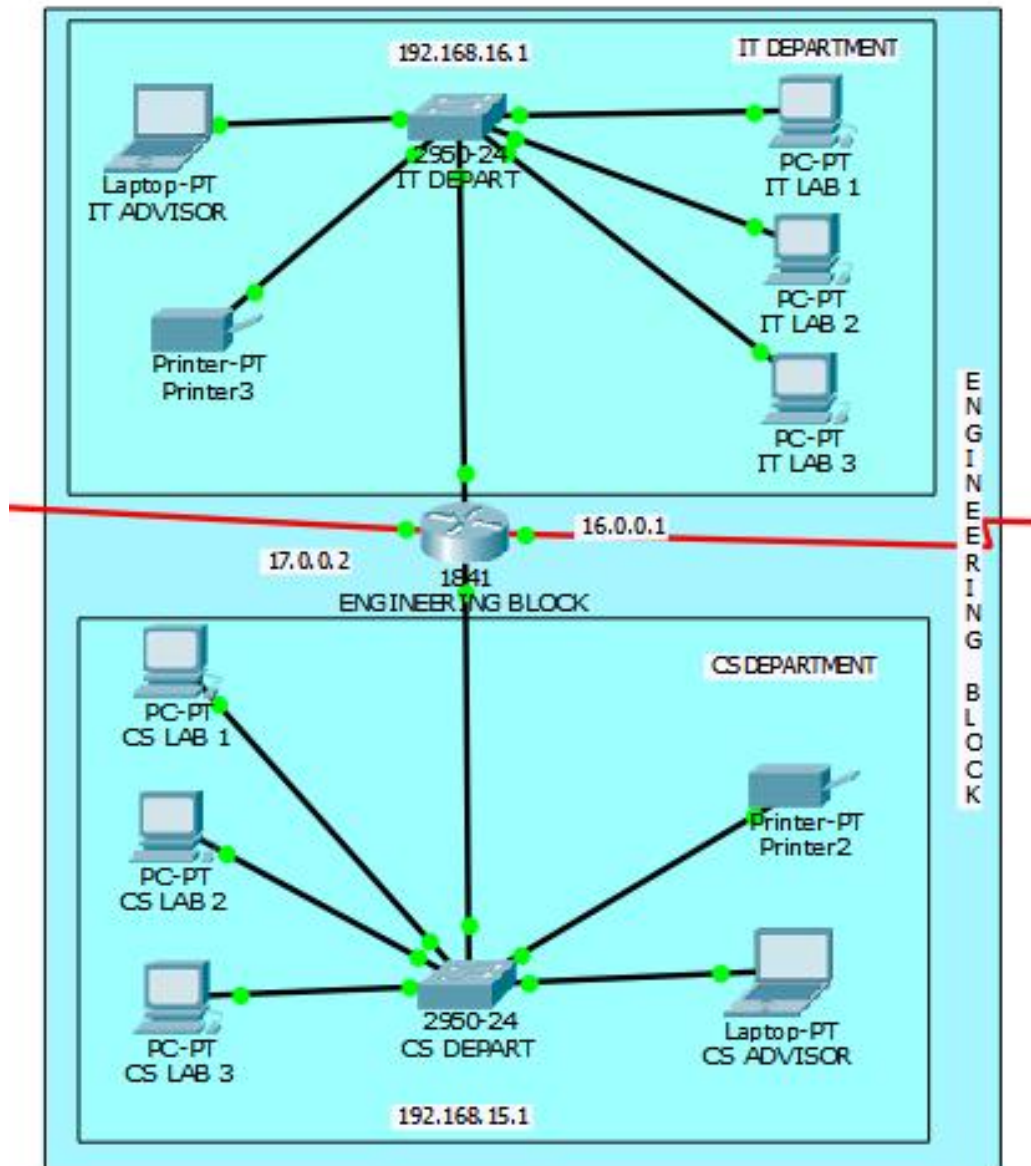 192.168.16.1
IT DEPARTMENT
Laptop-PT
IT ADVISOR
2950-24
IT DEPART
PC-PT
IT LAB 1
PC-PT
IT LAB 2
PC-PT
IT LAB 3
Printer-PT
Printer3
17.0.0.2
16.0.0.1
1841
ENGINEERING BLOCK
ENGINEERING BLOCK
CS DEPARTMENT
PC-PT
CS LAB 1
PC-PT
CS LAB 2
PC-PT
CS LAB 3
Printer-PT
Printer2
2950-24
CS DEPART
Laptop-PT
CS ADVISOR
192.168.15.1